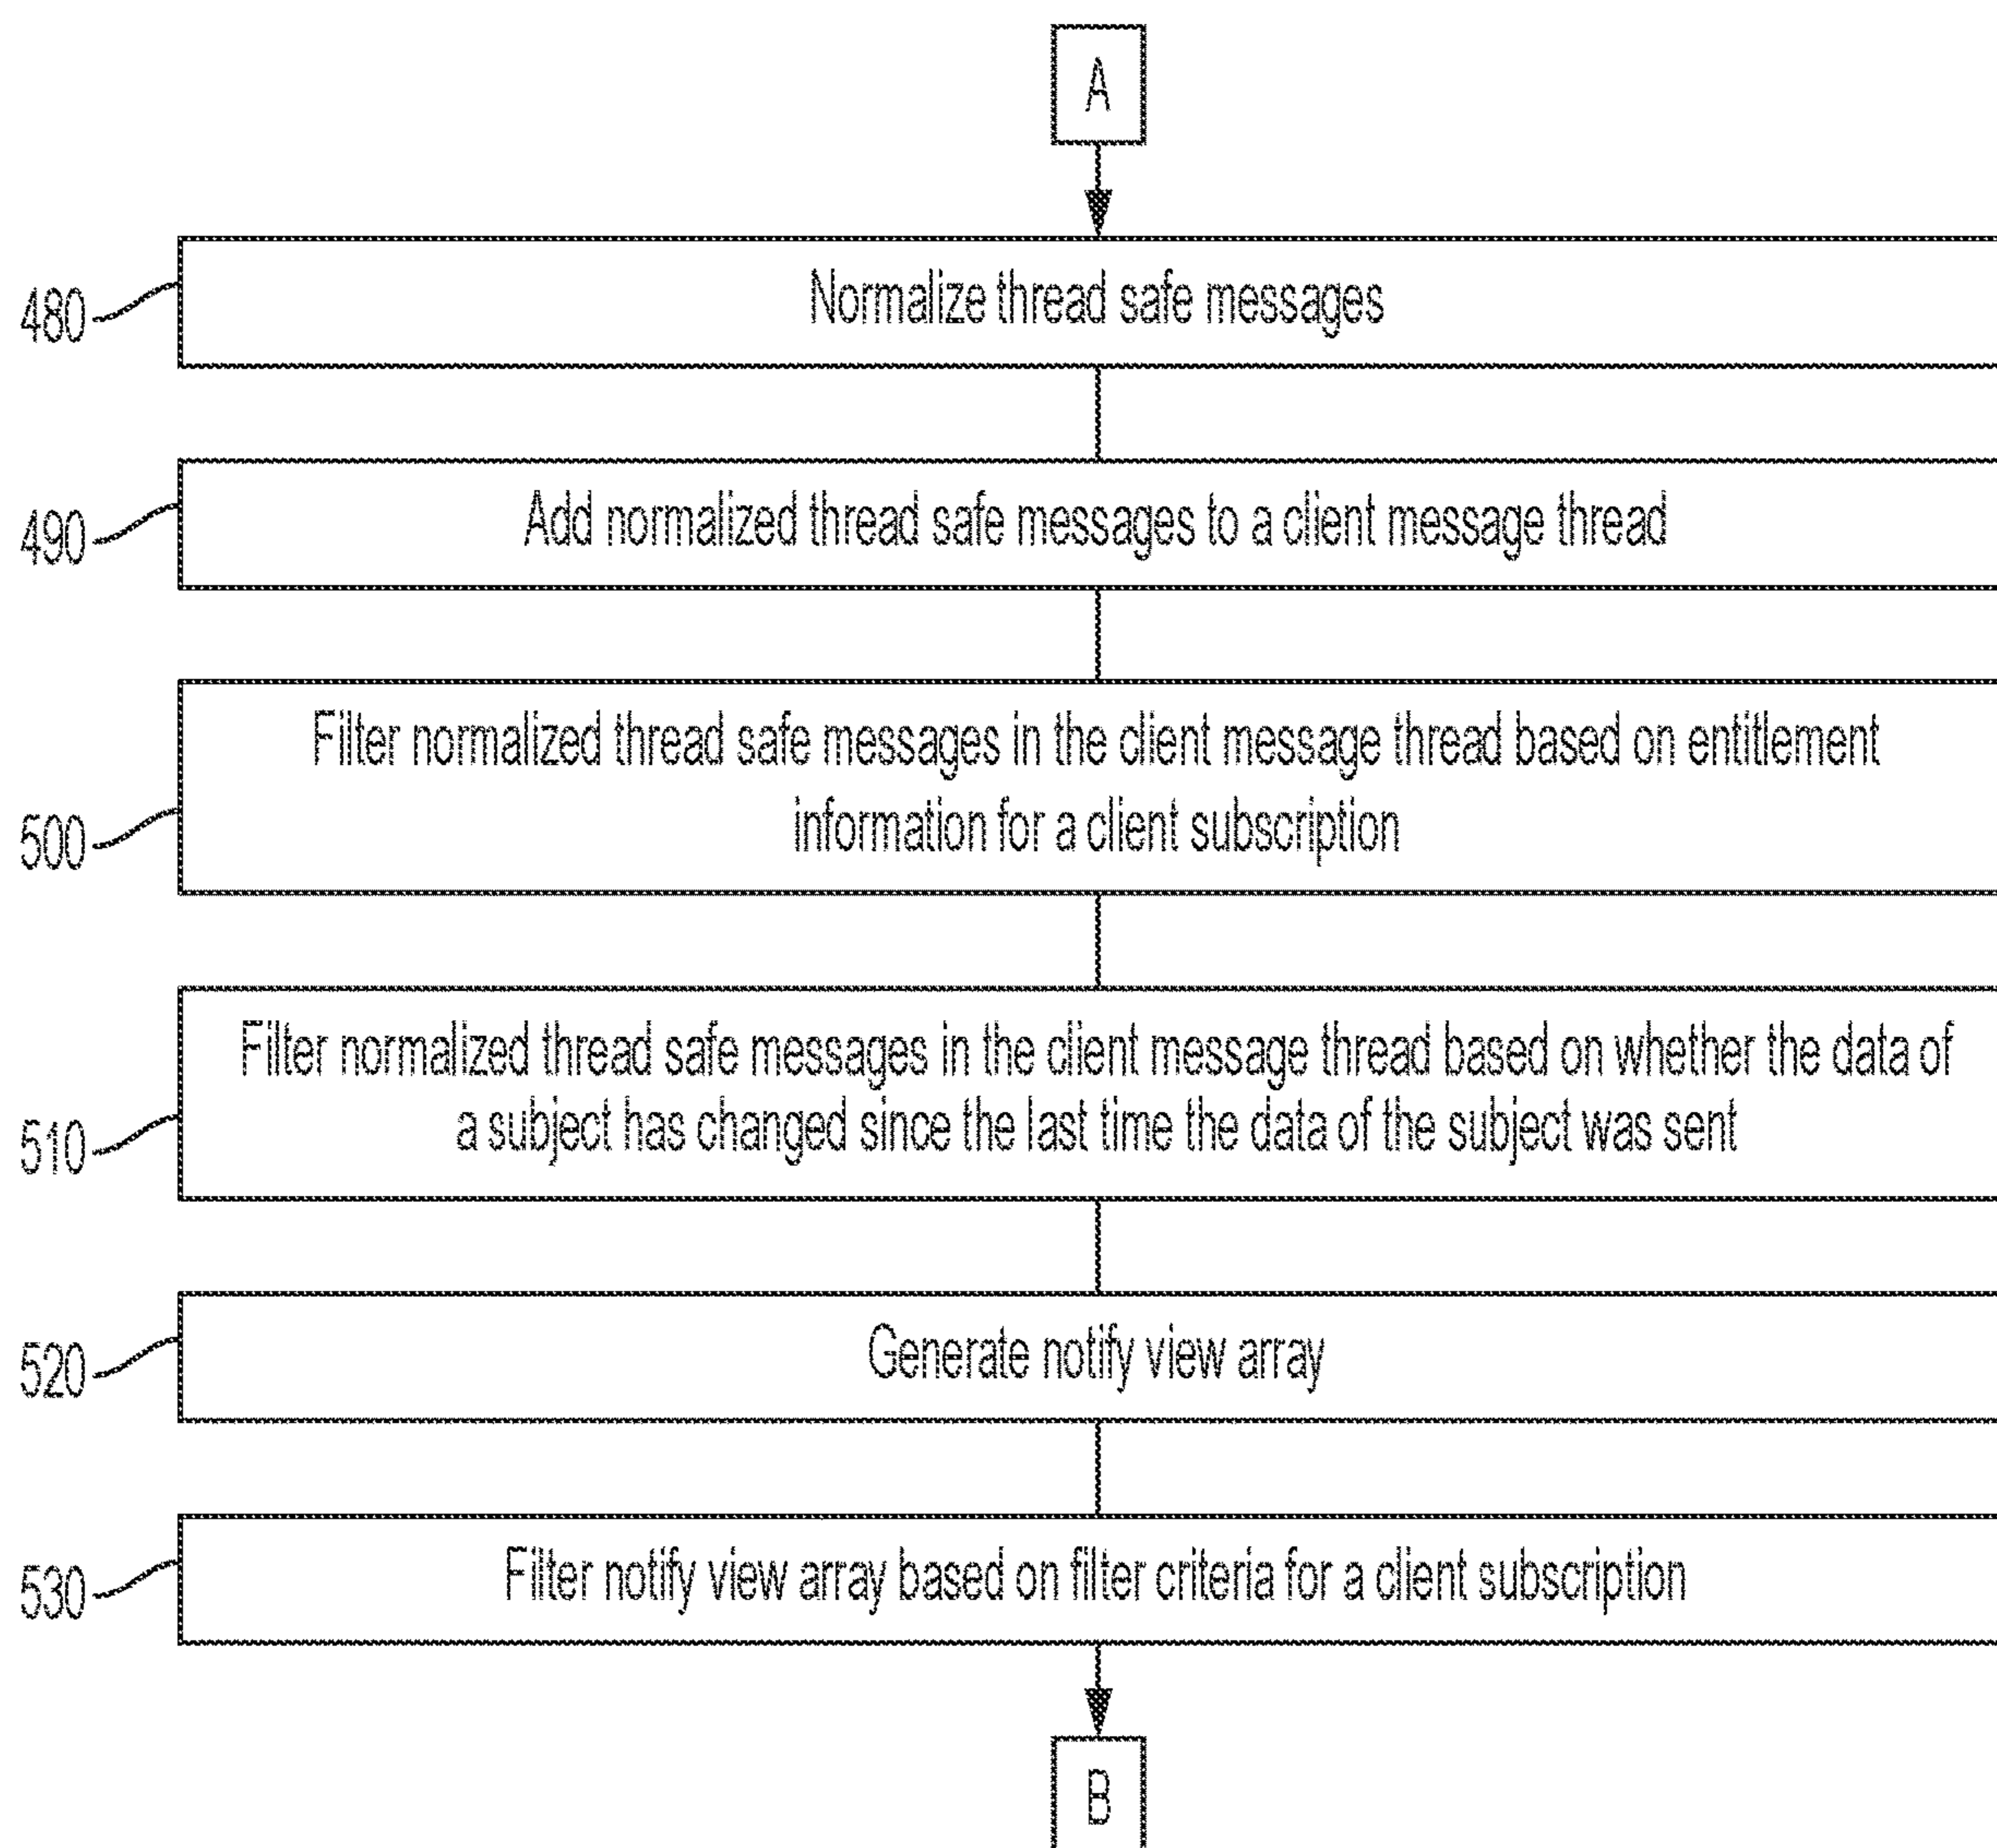 A
480
Normalize thread safe messages
490
Add normalized thread safe messages to a client message thread
500
Filter normalized thread safe messages in the client message thread based on entitlement
information for a client subscription
510
Filter normalized thread safe messages in the client message thread based on whether the data of
a subject has changed since the last time the data of the subject was sent
520
Generate notify view array
530
Filter notify view array based on filter criteria for a client subscription
B